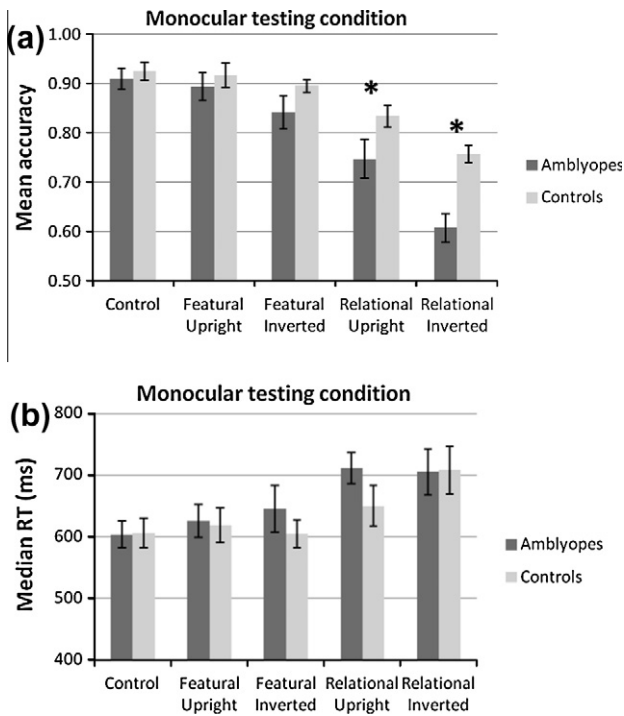 (a)
Monocular testing condition
1.00
0.90
0.80
0.70
0.60
0.50
Mean accuracy
*
*
Amblyopes
Controls
Control
Featural Upright
Featural Inverted
Relational Upright
Relational Inverted
(b)
Monocular testing condition
800
700
600
500
400
Median RT (ms)
Amblyopes
Controls
Control
Featural Upright
Featural Inverted
Relational Upright
Relational Inverted